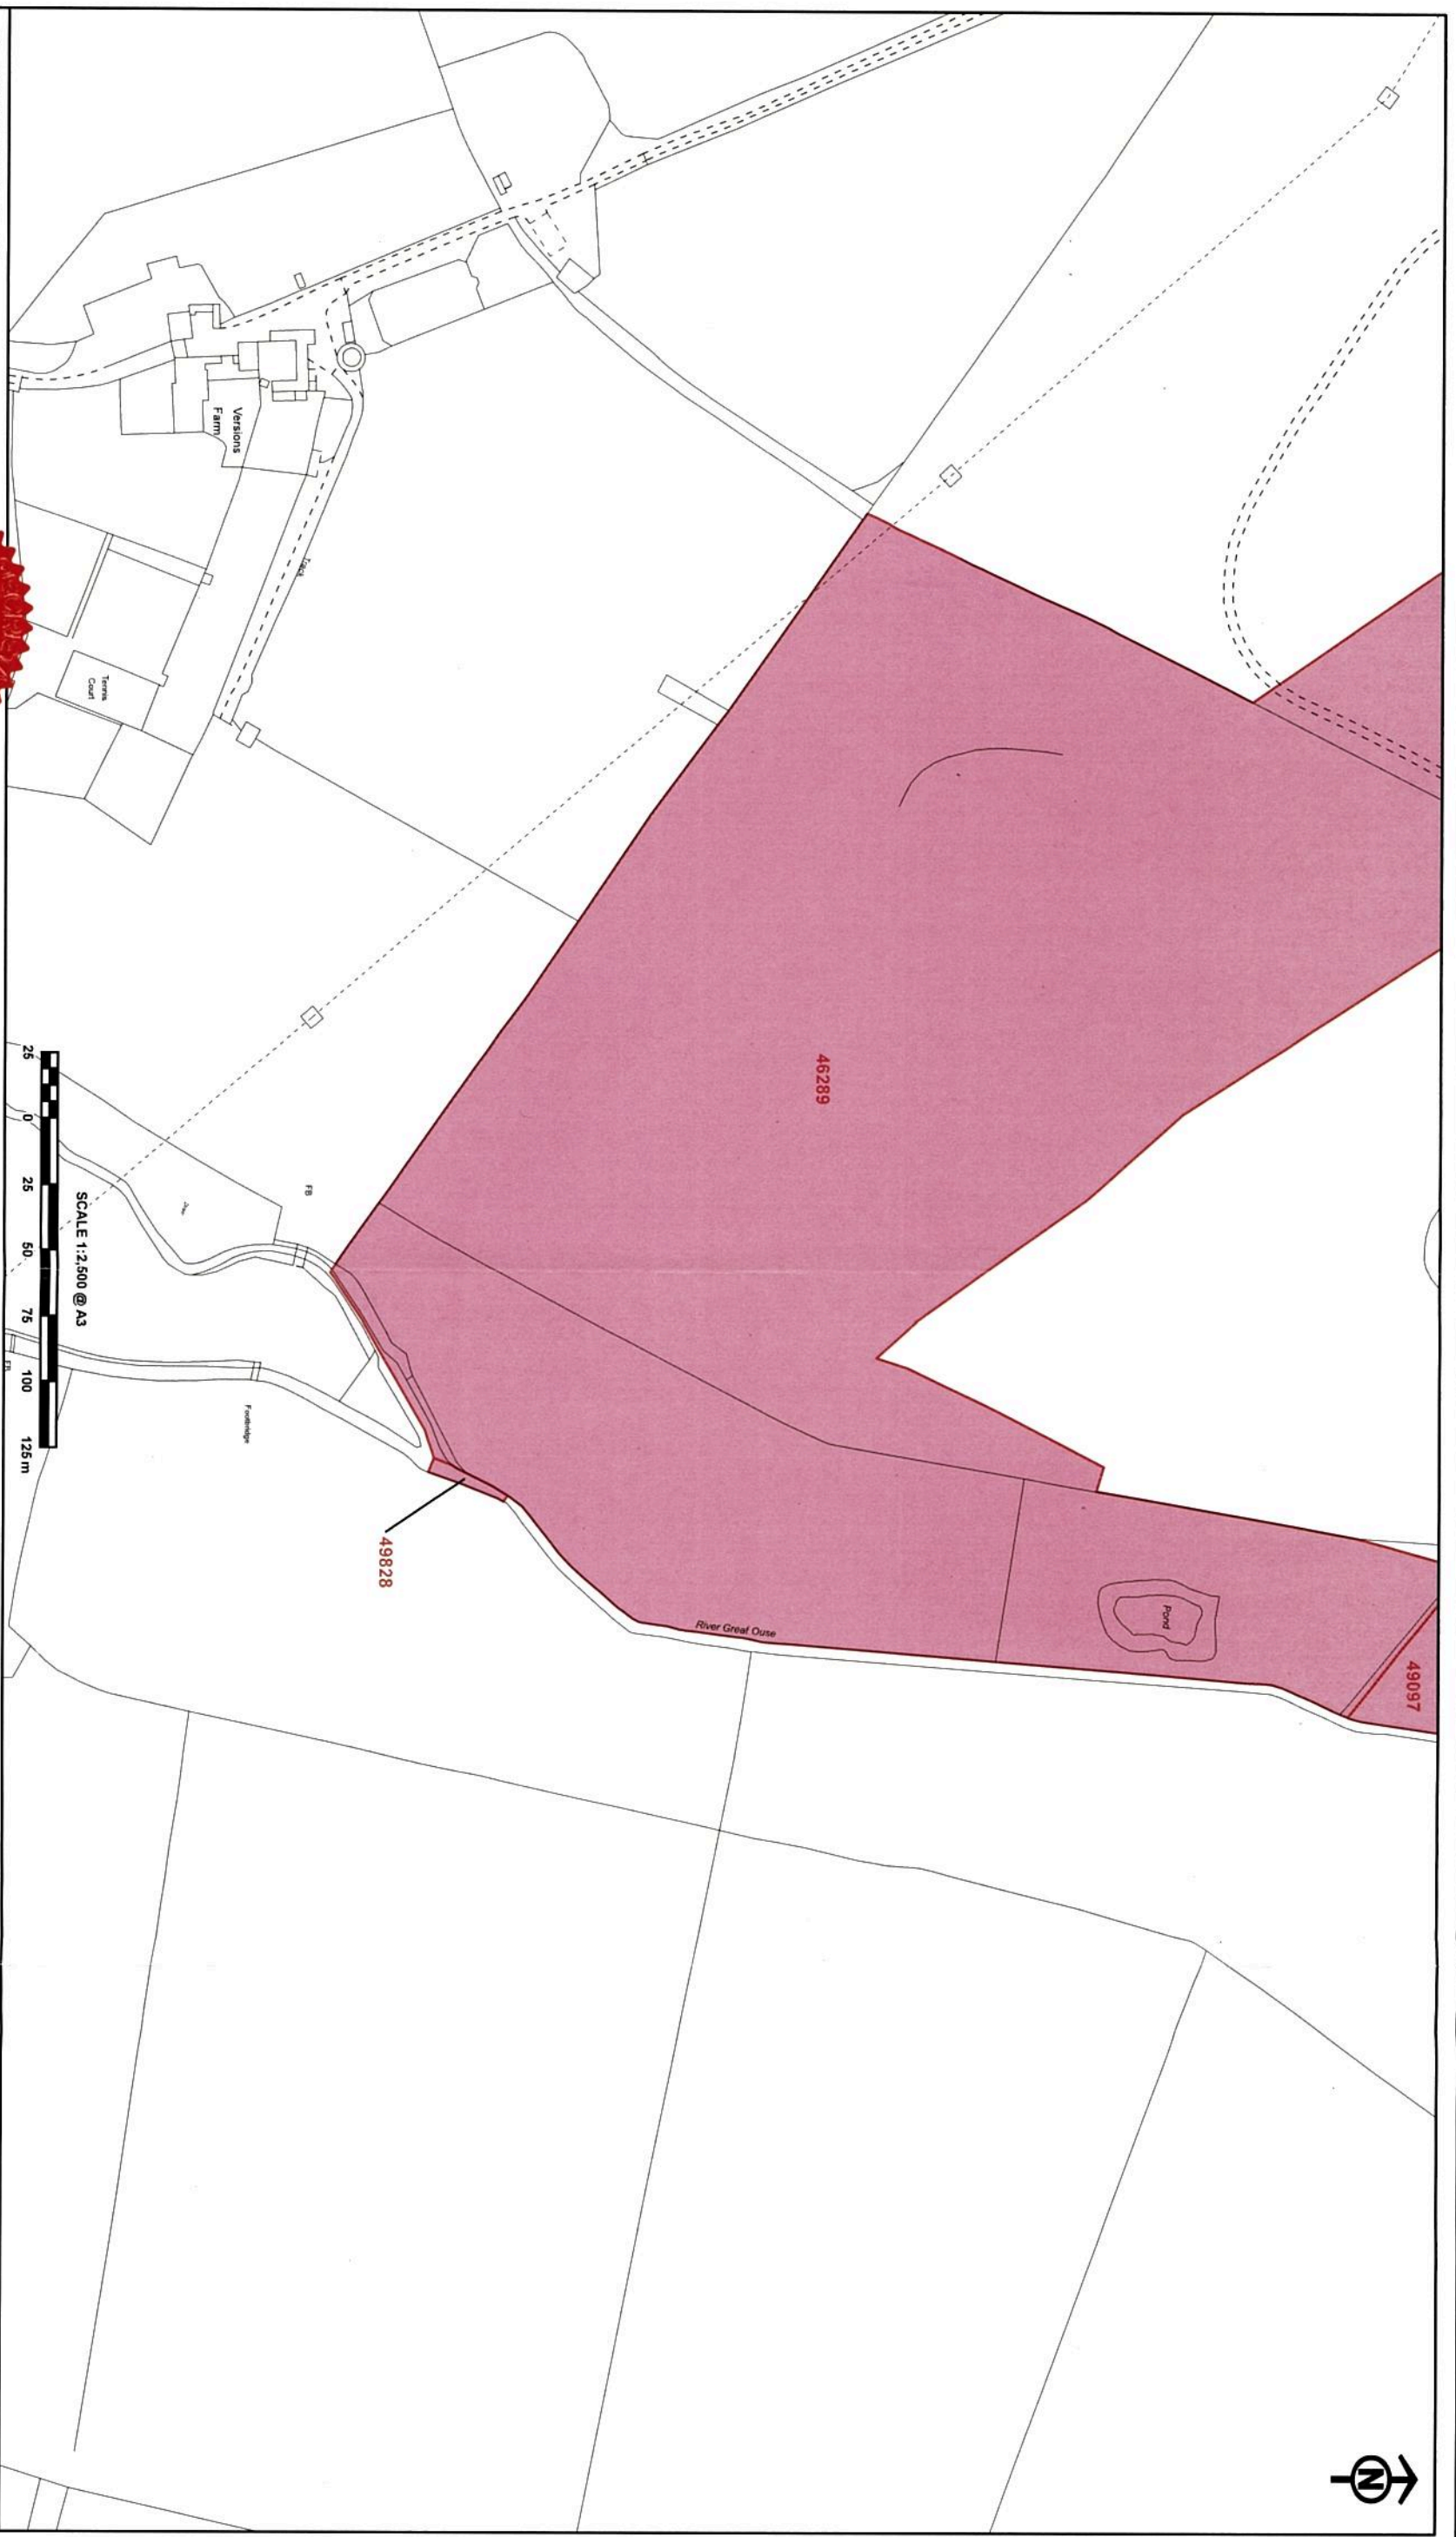 N
49097
Pond
River Great Ouse
46289
49828
Versions
Farm
Track
Tennis
Court
FB
Footbridge
FB
SCALE 1:2,500 @ A3
25 0 25 50 75 100 125 m